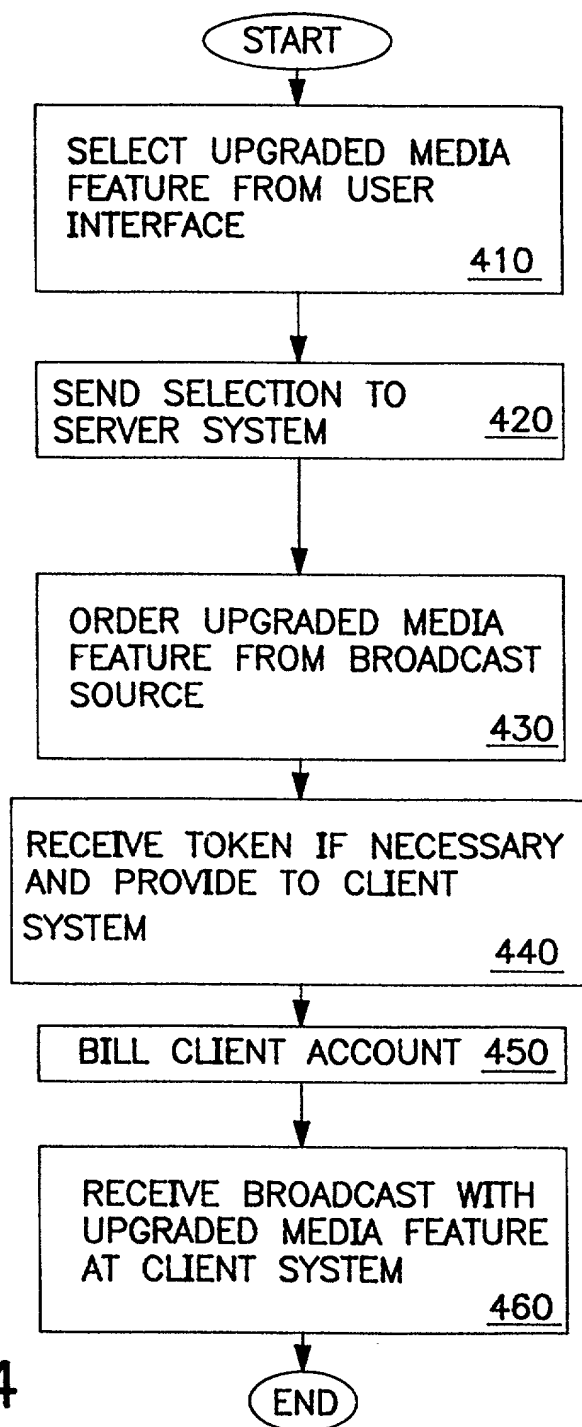 START
SELECT UPGRADED MEDIA
FEATURE FROM USER
INTERFACE
410
SEND SELECTION TO
SERVER SYSTEM
420
ORDER UPGRADED MEDIA
FEATURE FROM BROADCAST
SOURCE
430
RECEIVE TOKEN IF NECESSARY
AND PROVIDE TO CLIENT
SYSTEM
440
BILL CLIENT ACCOUNT 450
RECEIVE BROADCAST WITH
UPGRADED MEDIA FEATURE
AT CLIENT SYSTEM
460
4
END